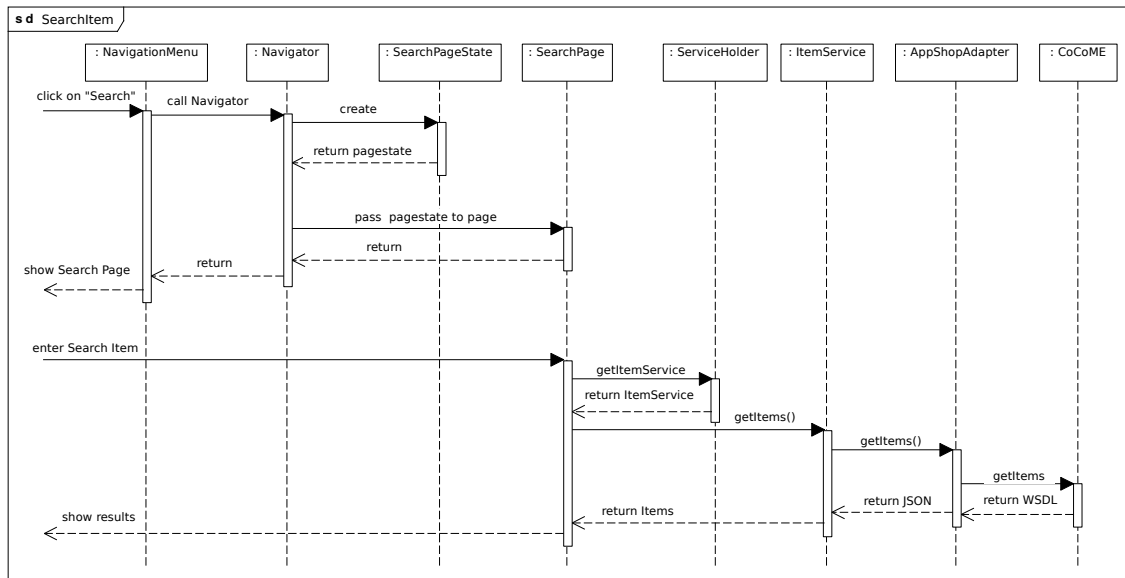 sd SearchItem
: NavigationMenu
: Navigator
: SearchPageState
: SearchPage
: ServiceHolder
: ItemService
: AppShopAdapter
: CoCoME
click on "Search"
call Navigator
create
return pagestate
pass pagestate to page
return
return
show Search Page
enter Search Item
getItemService
return ItemService
getItems()
getItems()
getItems
return WSDL
return JSON
return Items
show results